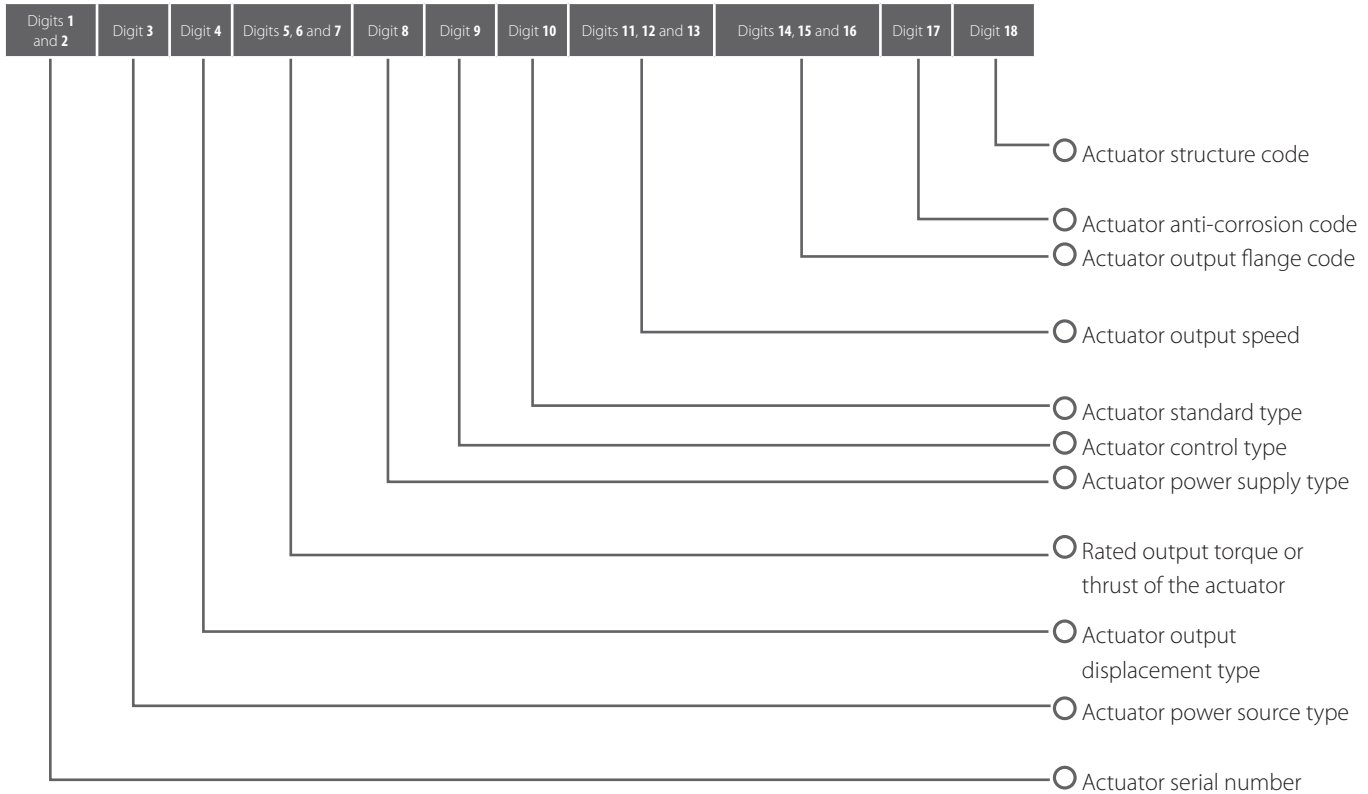 Digits 1
and 2
Digit 3
Digit 4
Digits 5, 6 and 7
Digit 8
Digit 9
Digit 10
Digits 11, 12 and 13
Digits 14, 15 and 16
Digit 17
Digit 18
Actuator structure code
Actuator anti-corrosion code
Actuator output flange code
Actuator output speed
Actuator standard type
Actuator control type
Actuator power supply type
Rated output torque or
thrust of the actuator
Actuator output
displacement type
Actuator power source type
Actuator serial number